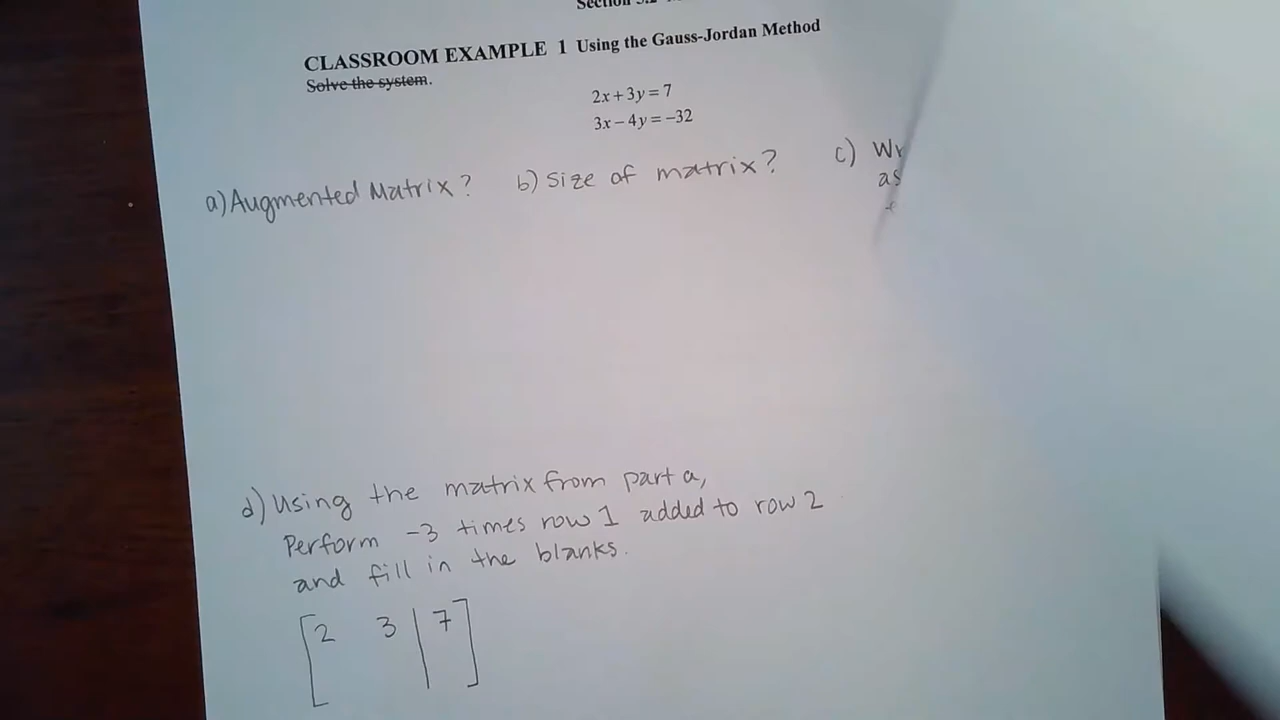 Section
CLASSROOM EXAMPLE 1 Using the Gauss-Jordan Method
Solve the system.
2x + 3y = 7
3x − 4y = −32
a) Augmented Matrix? b) Size of matrix? c)
as
d) Using the matrix from part a,
Perform -3 times row 1 added to row 2
and fill in the blanks.
[2 3 | 7]